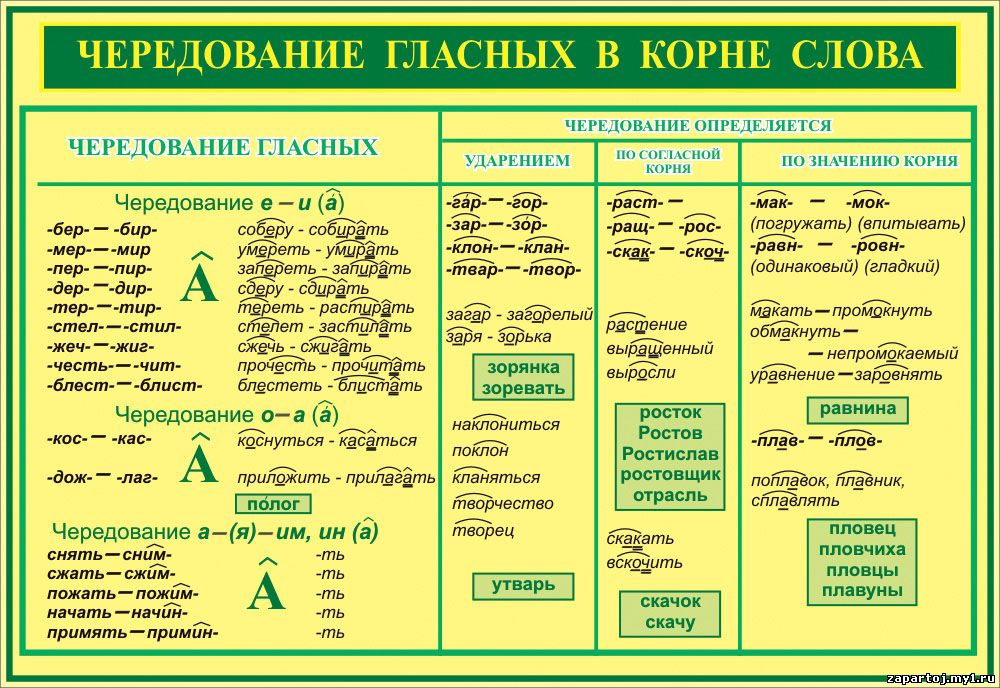 ЧЕРЕДОВАНИЕ ГЛАСНЫХ В КОРНЕ СЛОВА
ЧЕРЕДОВАНИЕ ГЛАСНЫХ
Чередование е – и (á)
-бер- – -бир- соберу - собирать
-мер- – -мир умереть - умирать
-пер- – -пир- запереть - запирать
-дер- – -дир- сдеру - сдирать
-тер- – -тир- тереть - растирать
-стел- – -стил- стелет - застилать
-жеч- – -жиг- сжечь - сжигать
-честь- – -чит- прочесть - прочитать
-блест- – -блист- блестеть - блистать
А
Чередование о – а (á)
-кос- – -кас- коснуться - касаться
-дож- – -лаг- приложить - прилагать
А
пóлог
Чередование а – (я) – им, ин (а)
снять – сним- -ть
сжать – сжим- -ть
пожать – пожим- -ть
начать – начин- -ть
примять – примин- -ть
А
ЧЕРЕДОВАНИЕ ОПРЕДЕЛЯЕТСЯ
УДАРЕНИЕМ
-гáр- – -гор-
-зар- – -зóр-
-клон- – -клан-
-твар- – -твор-
загар - загорелый
заря - зорька
зорянка
зоревать
наклониться
поклон
кланяться
творчество
творец
утварь
ПО СОГЛАСНОЙ
КОРНЯ
-раст- –
-ращ- – -рос-
-скак- – -скоч-
растение
выращенный
выросли
росток
Ростов
Ростислав
ростовщик
отрасль
скакать
вскочить
скачок
скачу
ПО ЗНАЧЕНИЮ КОРНЯ
-мак- – -мок-
(погружать) (впитывать)
-равн- – -ровн-
(одинаковый) (гладкий)
макать – промокнуть
обмакнуть –
– непромокаемый
уравнение – заровнять
равнина
-плав- – -плов-
поплавок, плавник,
сплавлять
пловец
пловчиха
пловцы
плавуны
zapartoj.my1.ru